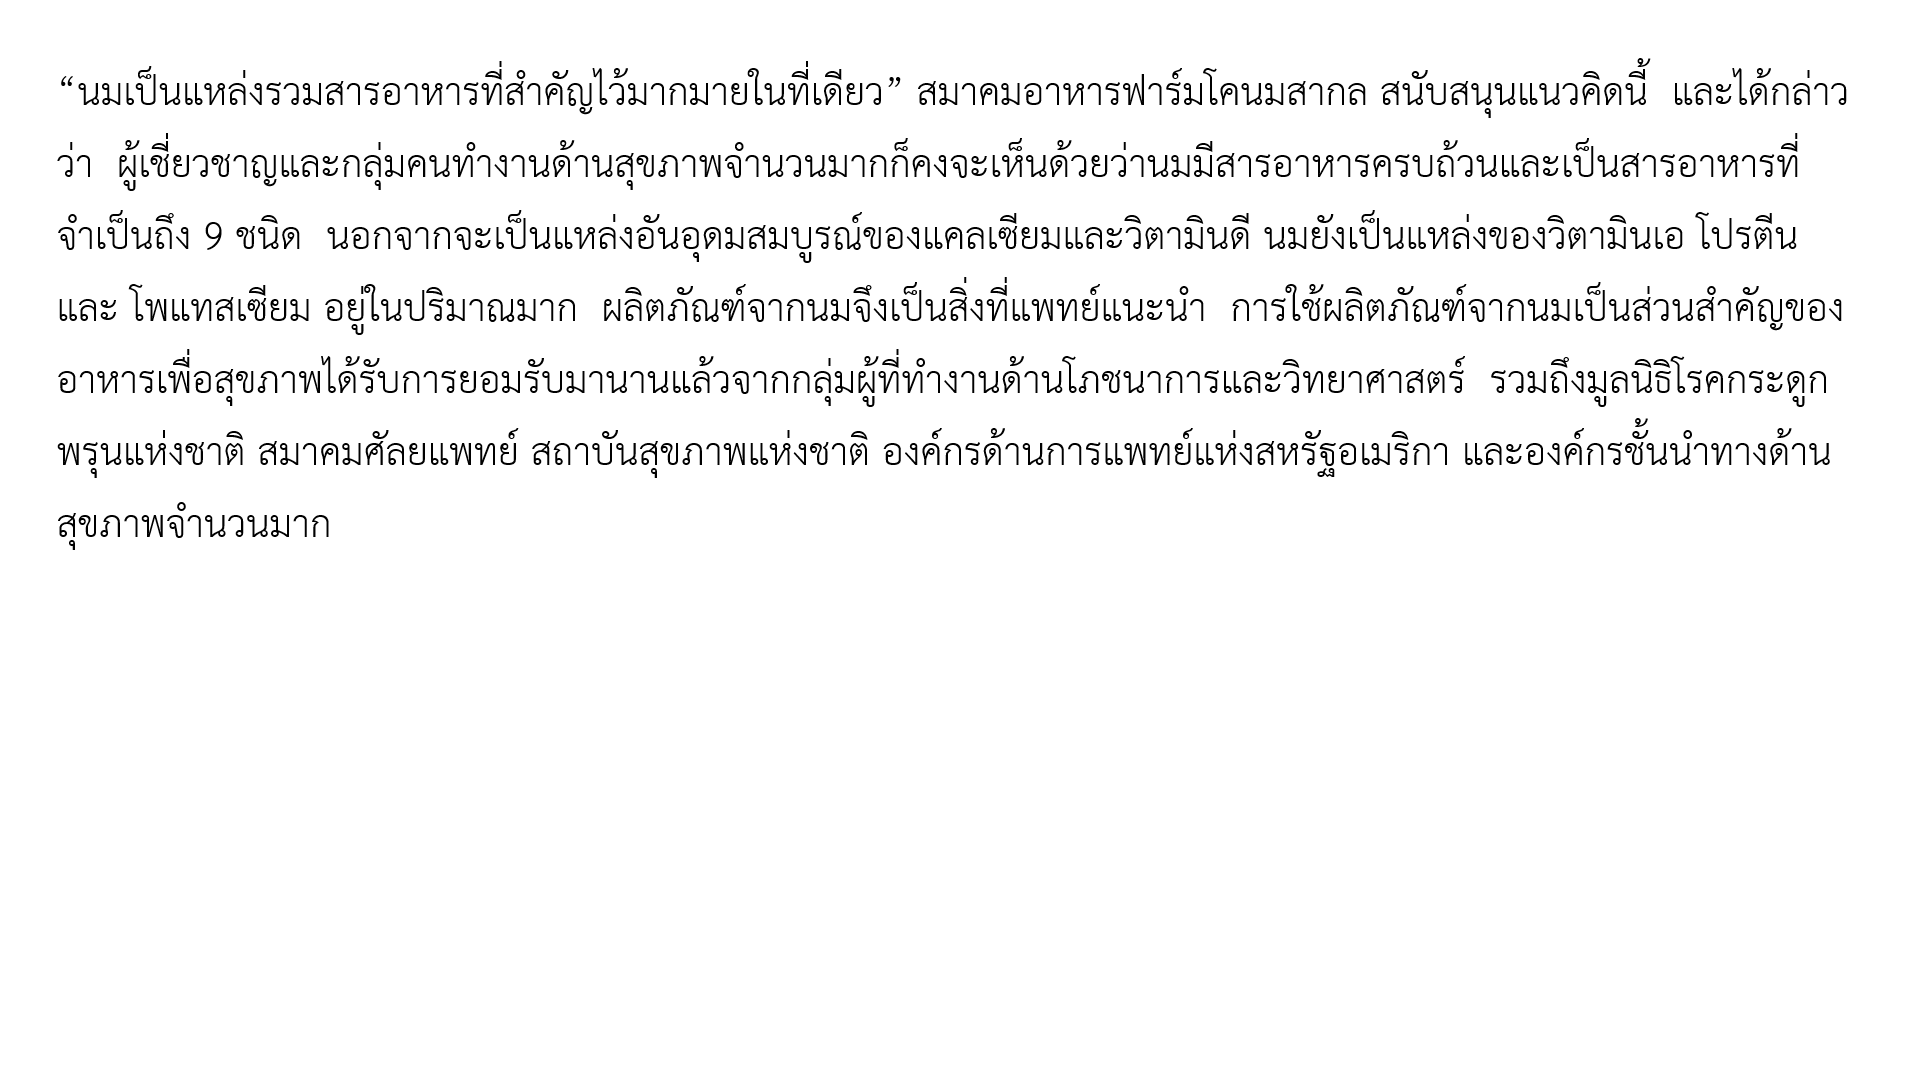 “นมเป็นแหล่งรวมสารอาหารที่สำคัญไว้มากมายในที่เดียว” สมาคมอาหารฟาร์มโคนมสากล สนับสนุนแนวคิดนี้  และได้กล่าว
ว่า  ผู้เชี่ยวชาญและกลุ่มคนทำงานด้านสุขภาพจำนวนมากก็คงจะเห็นด้วยว่านมมีสารอาหารครบถ้วนและเป็นสารอาหารที่
จำเป็นถึง 9 ชนิด  นอกจากจะเป็นแหล่งอันอุดมสมบูรณ์ของแคลเซียมและวิตามินดี นมยังเป็นแหล่งของวิตามินเอ โปรตีน
และ โพแทสเซียม อยู่ในปริมาณมาก  ผลิตภัณฑ์จากนมจึงเป็นสิ่งที่แพทย์แนะนำ  การใช้ผลิตภัณฑ์จากนมเป็นส่วนสำคัญของ
อาหารเพื่อสุขภาพได้รับการยอมรับมานานแล้วจากกลุ่มผู้ที่ทำงานด้านโภชนาการและวิทยาศาสตร์  รวมถึงมูลนิธิโรคกระดูก
พรุนแห่งชาติ สมาคมศัลยแพทย์ สถาบันสุขภาพแห่งชาติ องค์กรด้านการแพทย์แห่งสหรัฐอเมริกา และองค์กรชั้นนำทางด้าน
สุขภาพจำนวนมาก